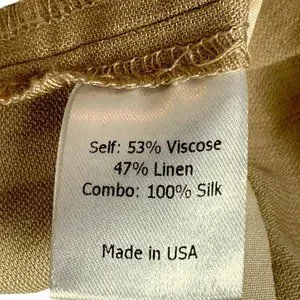 Self: 53% Viscose
47% Linen
Combo: 100% Silk
Made in USA